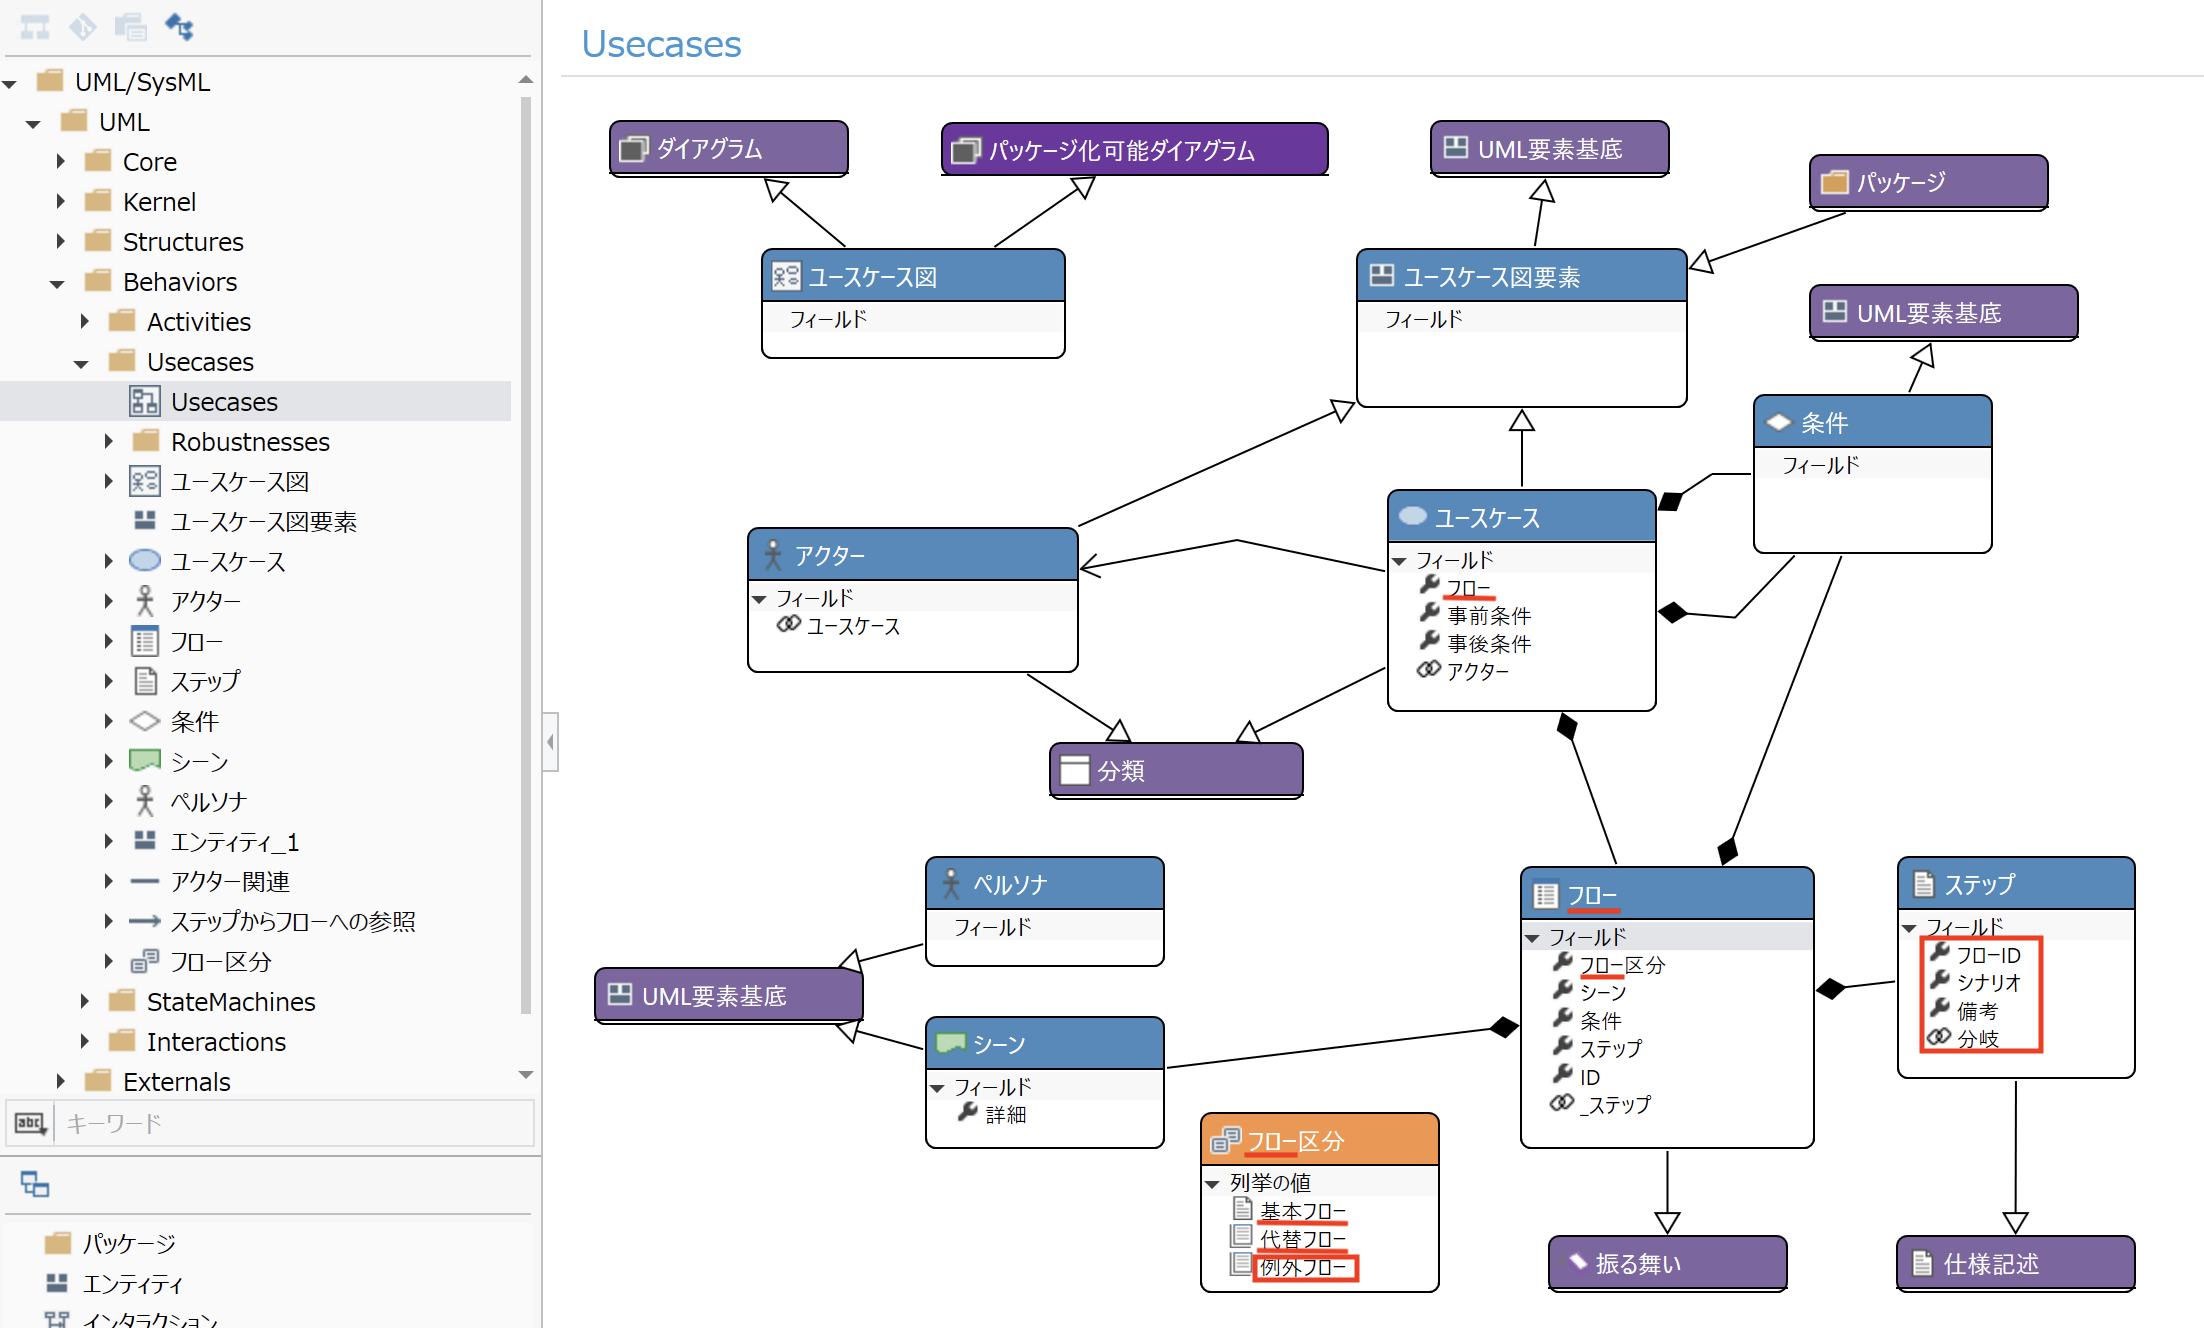 UML/SysML
UML
Core
Kernel
Structures
Behaviors
Activities
Usecases
Usecases
Robustnesses
ユースケース図
ユースケース図要素
ユースケース
アクター
フロー
ステップ
条件
シーン
ペルソナ
エンティティ_1
アクター関連
ステップからフローへの参照
フロー区分
StateMachines
Interactions
Externals
abc
キーワード
パッケージ
エンティティ
インタラクション
Usecases
ダイアグラム
パッケージ化可能ダイアグラム
UML要素基底
パッケージ
ユースケース図
フィールド
ユースケース図要素
フィールド
UML要素基底
条件
フィールド
アクター
フィールド
ユースケース
ユースケース
フィールド
フロー
事前条件
事後条件
アクター
分類
ペルソナ
フィールド
UML要素基底
シーン
フィールド
詳細
フロー区分
列挙の値
基本フロー
代替フロー
例外フロー
フロー
フィールド
フロー区分
シーン
条件
ステップ
ID
_ステップ
ステップ
フィールド
フローID
シナリオ
備考
分岐
振る舞い
仕様記述